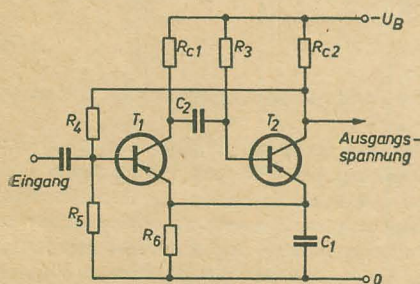 −U_B
R_c1
R_3
R_c2
R_4
T_1
C_2
T_2
Ausgangs-
spannung
Eingang
R_5
R_6
C_1
0